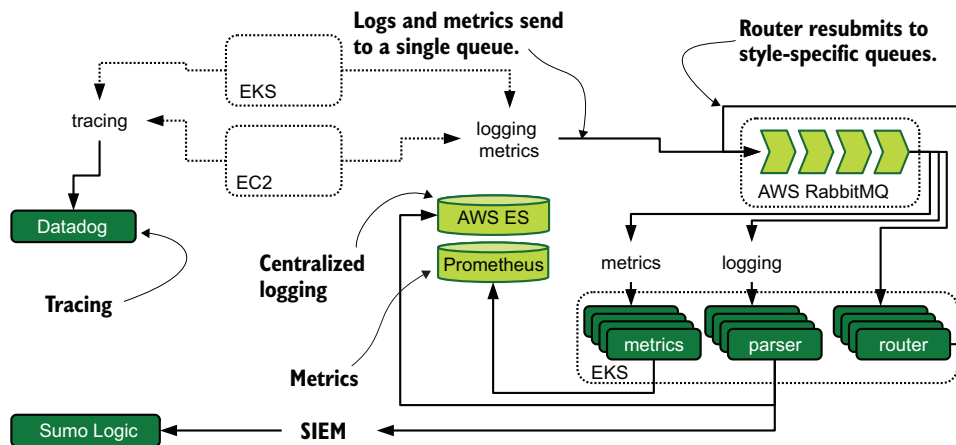 Logs and metrics send
to a single queue.
Router resubmits to
style-specific queues.
EKS
tracing
logging
metrics
EC2
AWS RabbitMQ
Datadog
AWS ES
Prometheus
Centralized
logging
metrics
logging
Tracing
metrics
parser
router
EKS
Metrics
Sumo Logic
SIEM